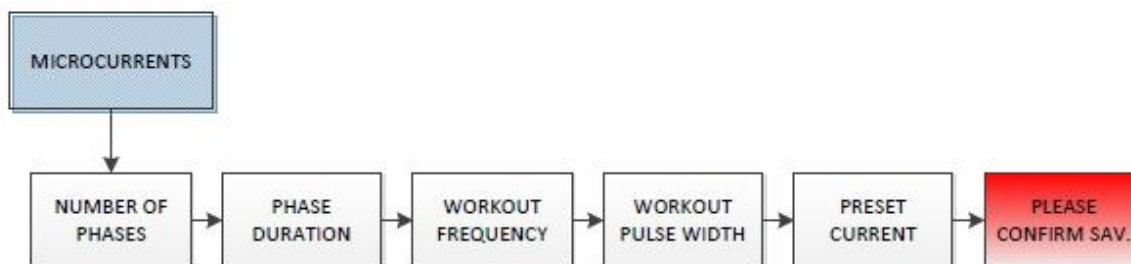 MICROCURRENTS
NUMBER OF
PHASES
PHASE
DURATION
WORKOUT
FREQUENCY
WORKOUT
PULSE WIDTH
PRESET
CURRENT
PLEASE
CONFIRM SAV.